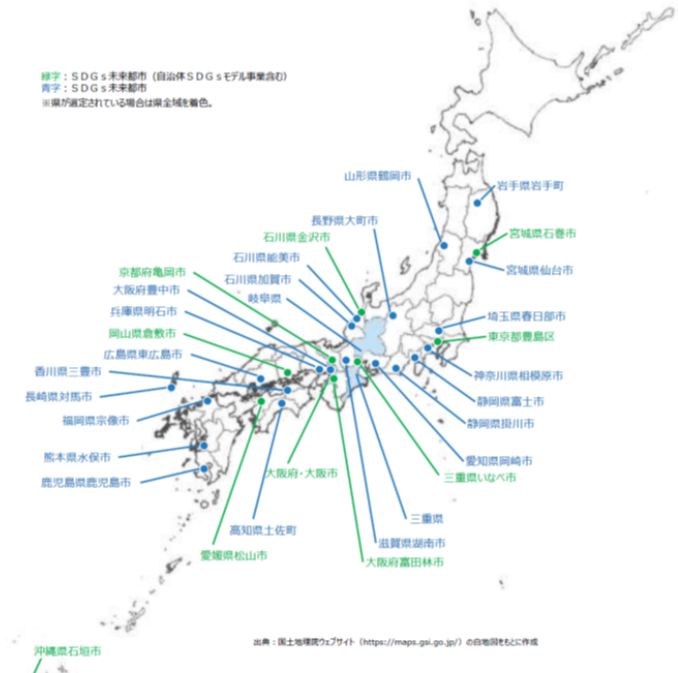 緑字：ＳＤＧｓ未来都市（自治体ＳＤＧｓモデル事業含む）
青字：ＳＤＧｓ未来都市
※県が選定されている場合は県全域を着色。
山形県鶴岡市
岩手県岩手町
長野県大町市
宮城県石巻市
石川県金沢市
石川県能美市
宮城県仙台市
京都府亀岡市
石川県加賀市
大阪府豊中市
岐阜県
兵庫県明石市
埼玉県春日部市
岡山県倉敷市
東京都豊島区
広島県東広島市
香川県三豊市
神奈川県相模原市
長崎県対馬市
静岡県富士市
福岡県宗像市
静岡県掛川市
熊本県水俣市
愛知県岡崎市
大阪府・大阪市
三重県いなべ市
鹿児島県鹿児島市
三重県
高知県土佐町
滋賀県湖南市
愛媛県松山市
大阪府富田林市
出典：国土地理院ウェブサイト（https://maps.gsi.go.jp/）の白地図をもとに作成
沖縄県石垣市